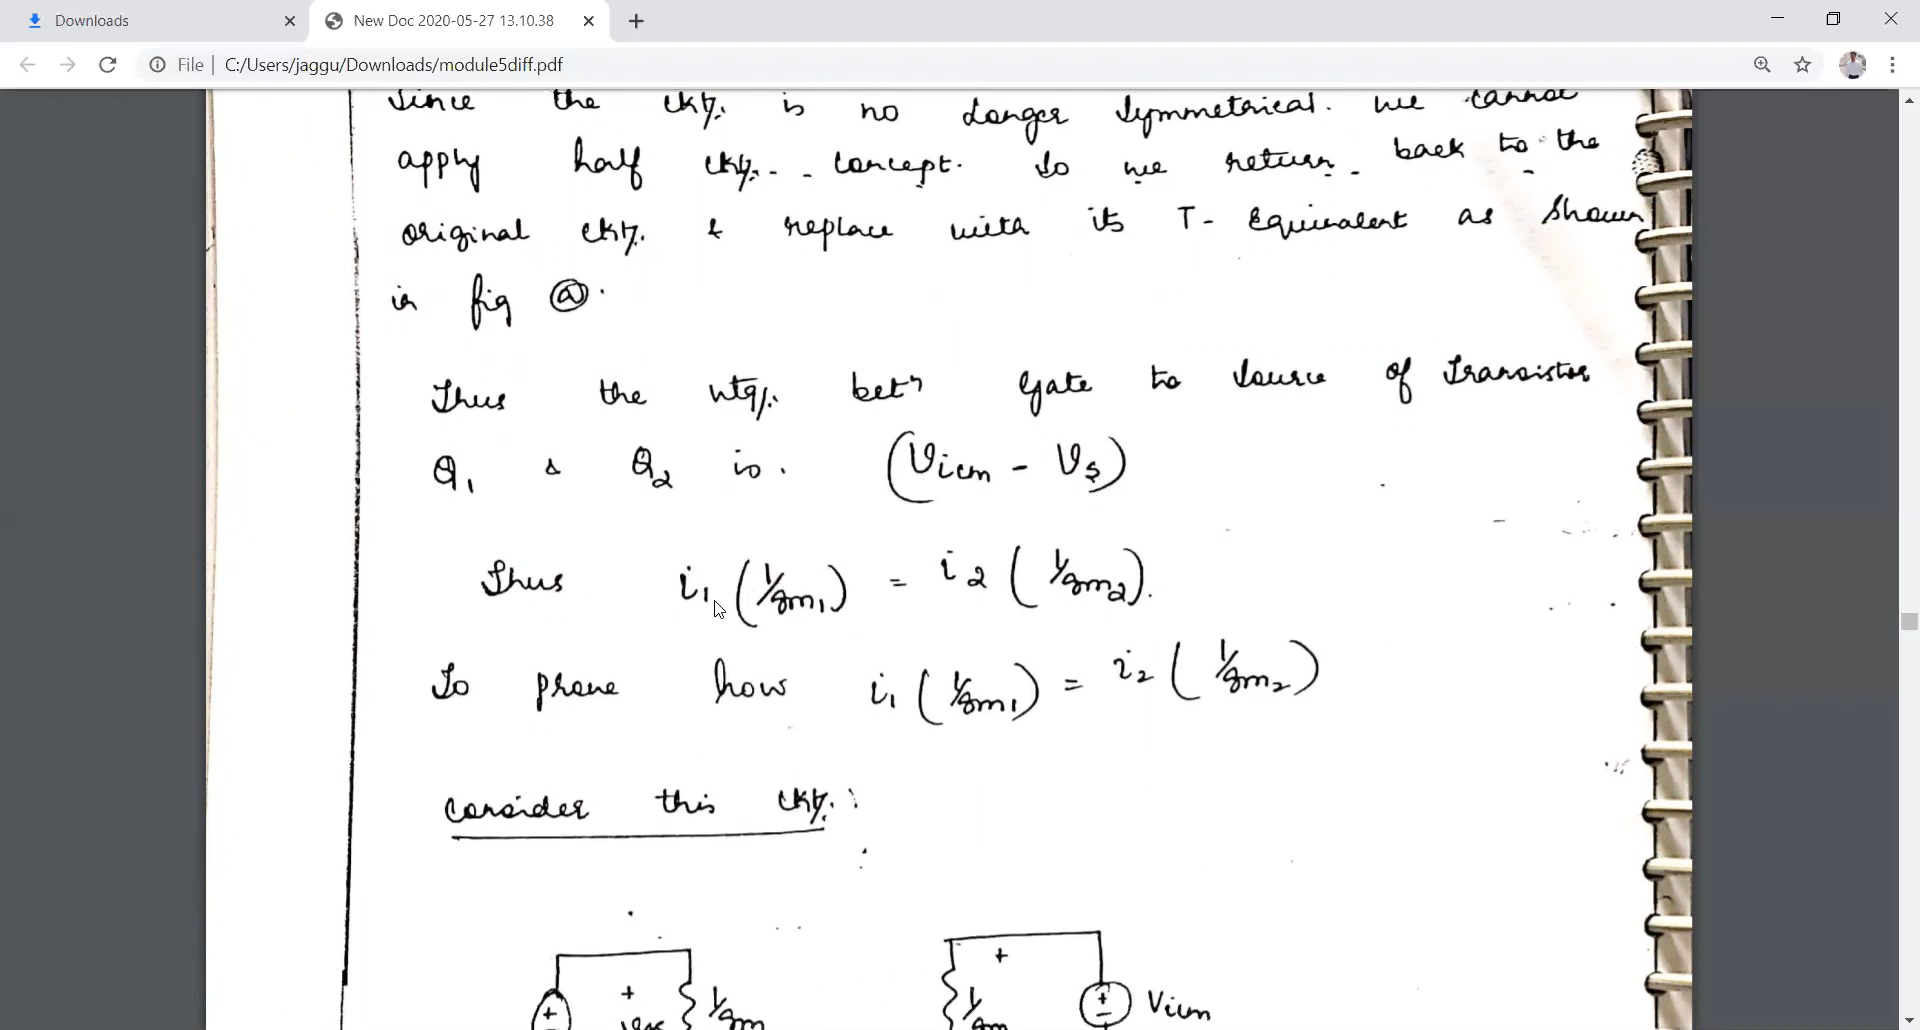 Downloads
New Doc 2020-05-27 13.10.38
File | C:/Users/jaggu/Downloads/module5diff.pdf
Since the ckt. is no longer symmetrical. we cannot
apply half ckt. concept. So we return back to the
original ckt. & replace with its T- Equivalent as shown
in fig ⓐ.
Thus the vtg. betn Gate to source of transistor
Q1 & Q2 is. (Vicm - Vs)
Thus i1 (1/gm1) = i2 (1/gm2).
To prove how i1 (1/gm1) = i2 (1/gm2)
consider this ckt. :
+ +
+ 1/gm 1/gm + Vicm